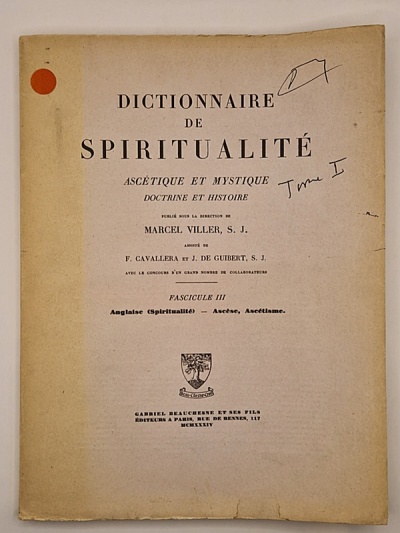 DICTIONNAIRE
DE
SPIRITUALITÉ
ASCÉTIQUE ET MYSTIQUE
Tome I
DOCTRINE ET HISTOIRE
PUBLIÉ SOUS LA DIRECTION DE
MARCEL VILLER, S. J.
ASSISTÉ DE
F. CAVALLERA ET J. DE GUIBERT, S. J.
AVEC LE CONCOURS D'UN GRAND NOMBRE DE COLLABORATEURS
FASCICULE III
Anglaise (Spiritualité) — Ascèse, Ascétisme.
GABRIEL BEAUCHESNE ET SES FILS
ÉDITEURS A PARIS, RUE DE RENNES, 117
MCMXXXIV